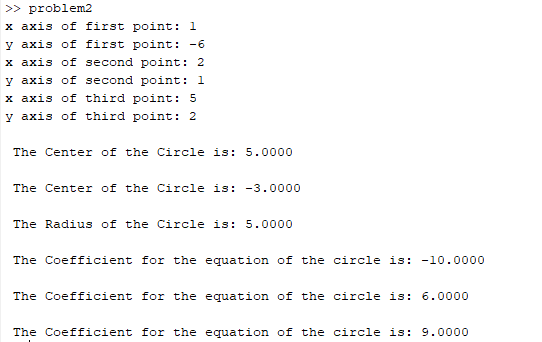 >> problem2
x axis of first point: 1
y axis of first point: -6
x axis of second point: 2
y axis of second point: 1
x axis of third point: 5
y axis of third point: 2
The Center of the Circle is: 5.0000
The Center of the Circle is: -3.0000
The Radius of the Circle is: 5.0000
The Coefficient for the equation of the circle is: -10.0000
The Coefficient for the equation of the circle is: 6.0000
The Coefficient for the equation of the circle is: 9.0000